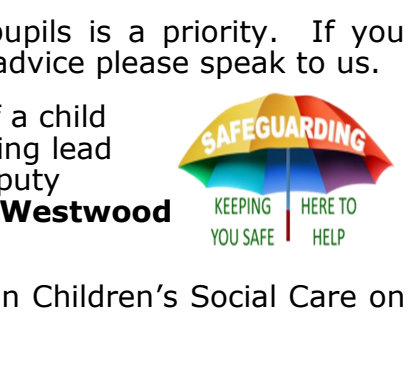 pupils is a priority. If you
advice please speak to us.
a child
ing lead
puty
Westwood
SAFEGUARDING
KEEPING HERE TO
YOU SAFE HELP
n Children's Social Care on